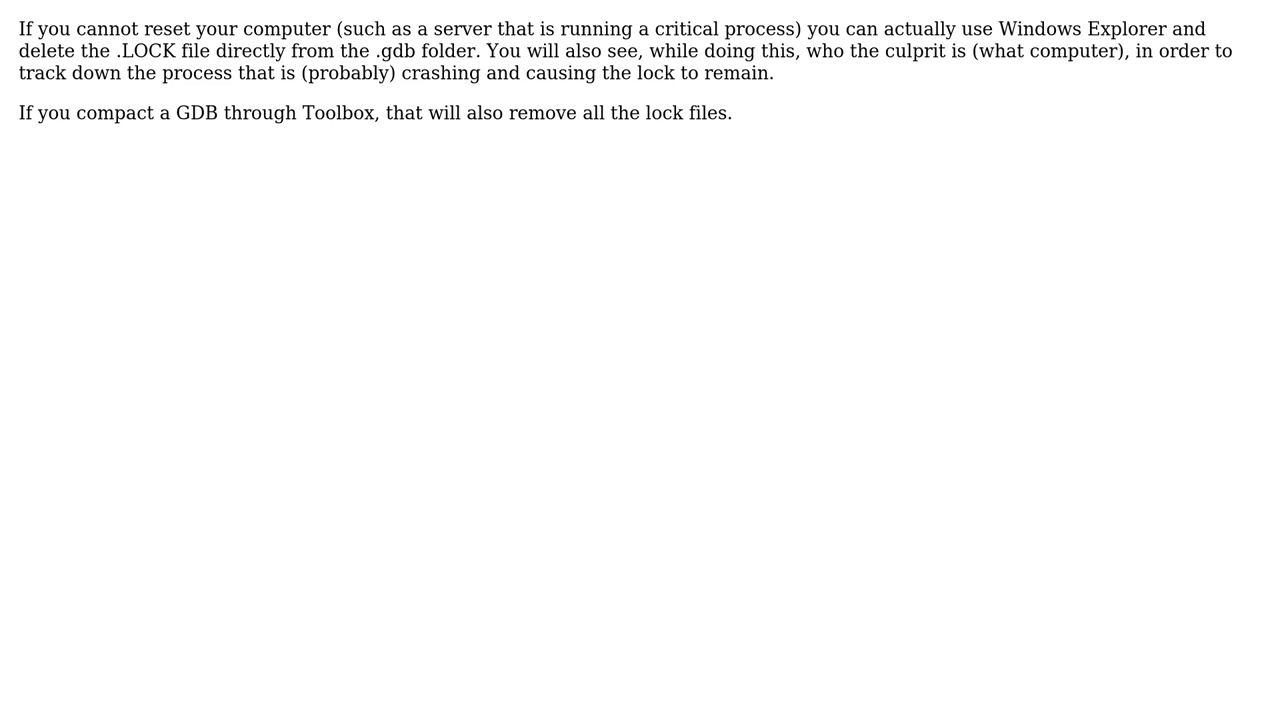 If you cannot reset your computer (such as a server that is running a critical process) you can actually use Windows Explorer and
delete the .LOCK file directly from the .gdb folder. You will also see, while doing this, who the culprit is (what computer), in order to
track down the process that is (probably) crashing and causing the lock to remain.
If you compact a GDB through Toolbox, that will also remove all the lock files.